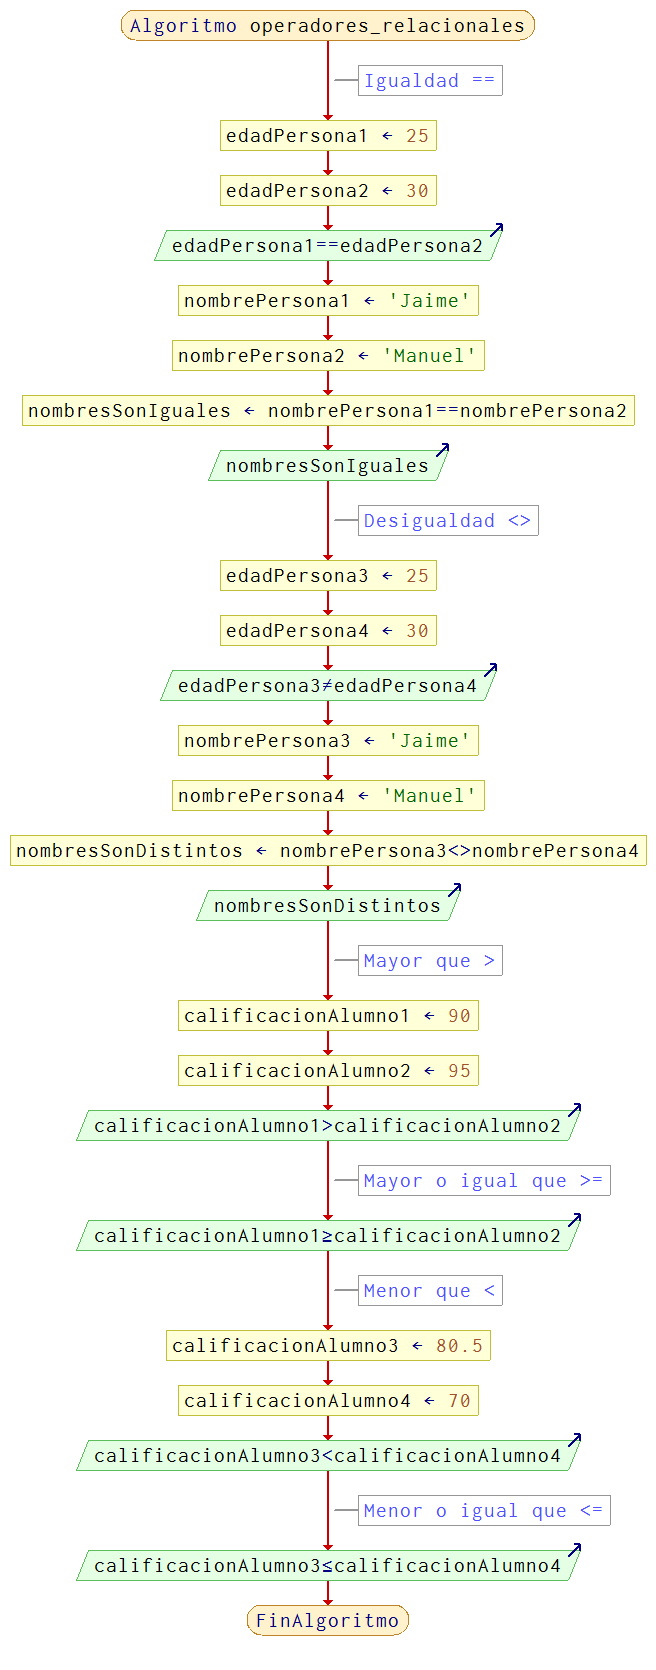 Algoritmo operadores_relacionales
Igualdad ==
edadPersona1 ← 25
edadPersona2 ← 30
edadPersona1==edadPersona2
nombrePersona1 ← 'Jaime'
nombrePersona2 ← 'Manuel'
nombresSonIguales ← nombrePersona1==nombrePersona2
nombresSonIguales
Desigualdad <>
edadPersona3 ← 25
edadPersona4 ← 30
edadPersona3≠edadPersona4
nombrePersona3 ← 'Jaime'
nombrePersona4 ← 'Manuel'
nombresSonDistintos ← nombrePersona3<>nombrePersona4
nombresSonDistintos
Mayor que >
calificacionAlumno1 ← 90
calificacionAlumno2 ← 95
calificacionAlumno1>calificacionAlumno2
Mayor o igual que >=
calificacionAlumno1≥calificacionAlumno2
Menor que <
calificacionAlumno3 ← 80.5
calificacionAlumno4 ← 70
calificacionAlumno3<calificacionAlumno4
Menor o igual que <=
calificacionAlumno3≤calificacionAlumno4
FinAlgoritmo